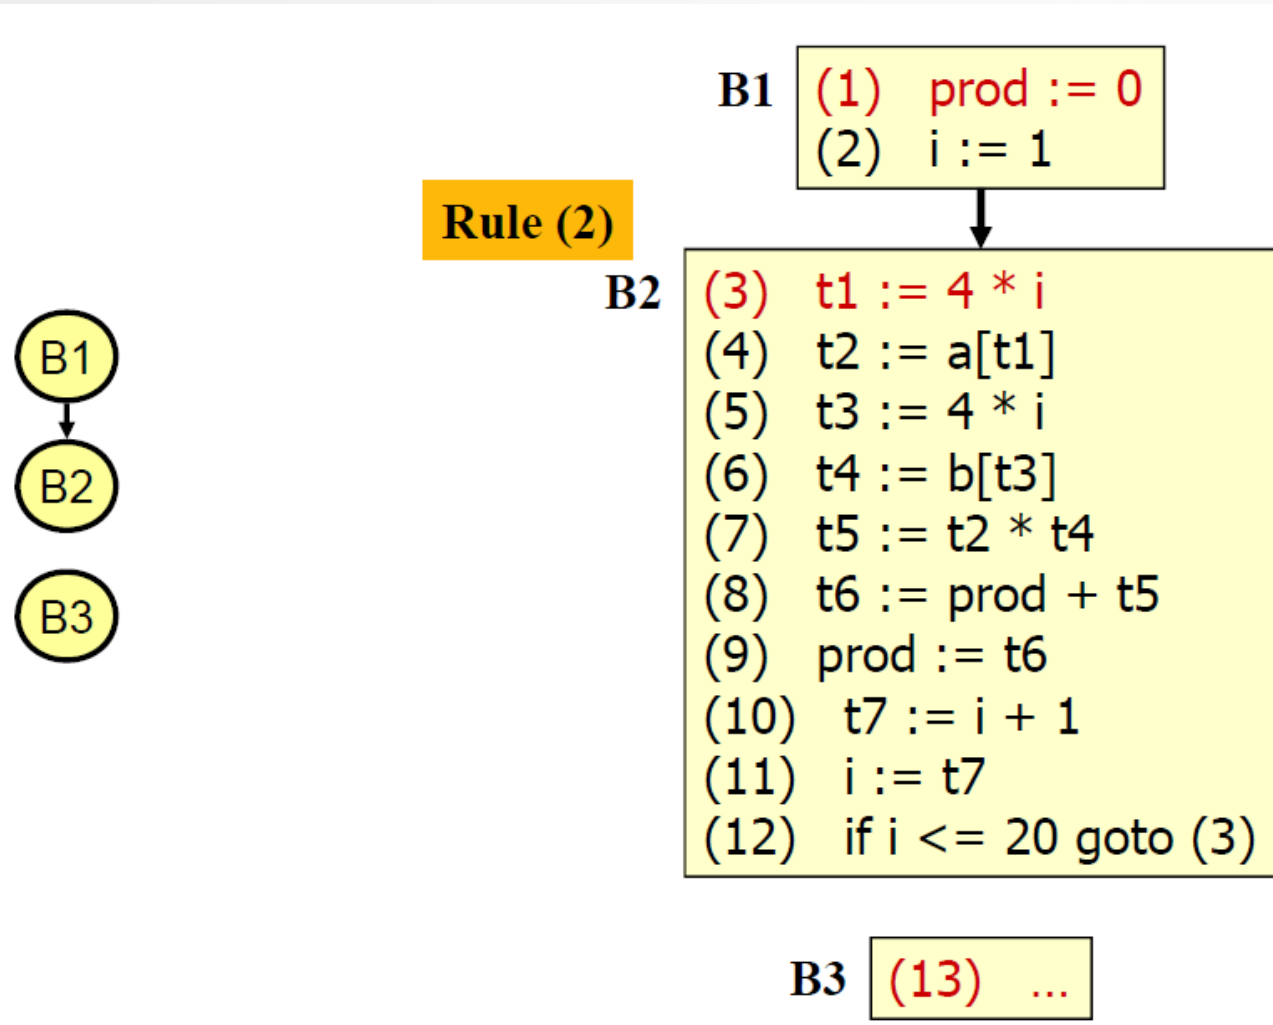 B1
(1) prod := 0
(2) i := 1
Rule (2)
B2
(3) t1 := 4 * i
(4) t2 := a[t1]
(5) t3 := 4 * i
(6) t4 := b[t3]
(7) t5 := t2 * t4
(8) t6 := prod + t5
(9) prod := t6
(10) t7 := i + 1
(11) i := t7
(12) if i <= 20 goto (3)
B3
(13) ...
B1
B2
B3